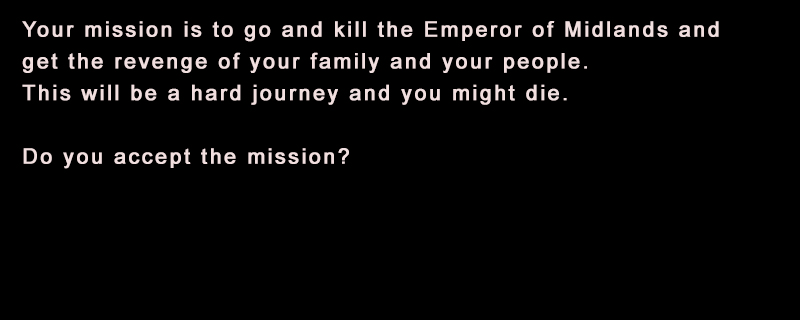 Your mission is to go and kill the Emperor of Midlands and
get the revenge of your family and your people.
This will be a hard journey and you might die.
Do you accept the mission?